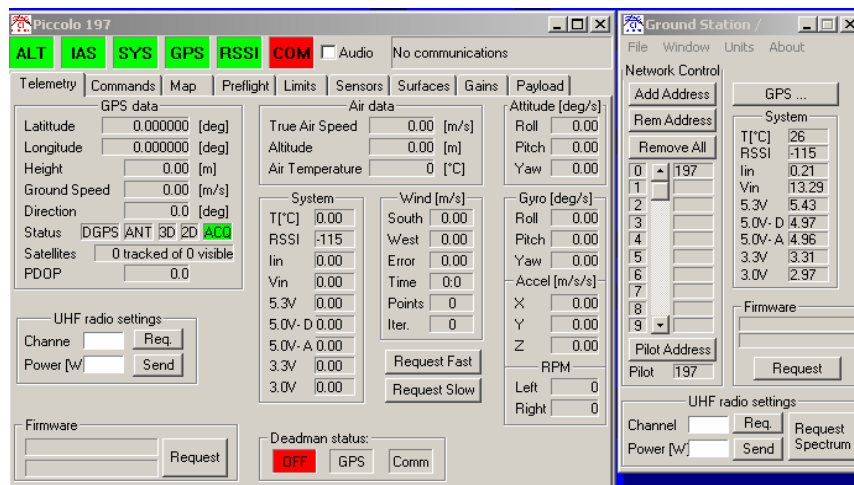 Piccolo 197
ALT IAS SYS GPS RSSI COM Audio No communications
Telemetry Commands Map Preflight Limits Sensors Surfaces Gains Payload
GPS data
Latittude 0.000000 [deg]
Longitude 0.000000 [deg]
Height 0.00 [m]
Ground Speed 0.00 [m/s]
Direction 0.0 [deg]
Status DGPS ANT 3D 2D ACQ
Satellites 0 tracked of 0 visible
PDOP 0.0
Air data
True Air Speed 0.00 [m/s]
Altitude 0.00 [m]
Air Temperature 0 [°C]
Attitude [deg/s]
Roll 0.00
Pitch 0.00
Yaw 0.00
System
T[°C] 0.00
RSSI -115
Iin 0.00
Vin 0.00
5.3V 0.00
5.0V- D 0.00
5.0V- A 0.00
3.3V 0.00
3.0V 0.00
Wind [m/s]
South 0.00
West 0.00
Error 0.00
Time 0:0
Points 0
Iter. 0
Request Fast
Request Slow
Gyro [deg/s]
Roll 0.00
Pitch 0.00
Yaw 0.00
Accel [m/s/s]
X 0.00
Y 0.00
Z 0.00
RPM
Left 0
Right 0
UHF radio settings
Channe Req.
Power [W Send
Firmware
Request
Deadman status:
OFF GPS Comm
Ground Station /
File Window Units About
Network Control
Add Address
Rem Address
Remove All
0 197
1
2
3
4
5
6
7
8
9
Pilot Address
Pilot 197
GPS ...
System
T[°C] 26
RSSI -115
Iin 0.21
Vin 13.29
5.3V 5.43
5.0V- D 4.97
5.0V- A 4.96
3.3V 3.31
3.0V 2.97
Firmware
Request
UHF radio settings
Channel Req.
Power [W] Send
Request
Spectrum